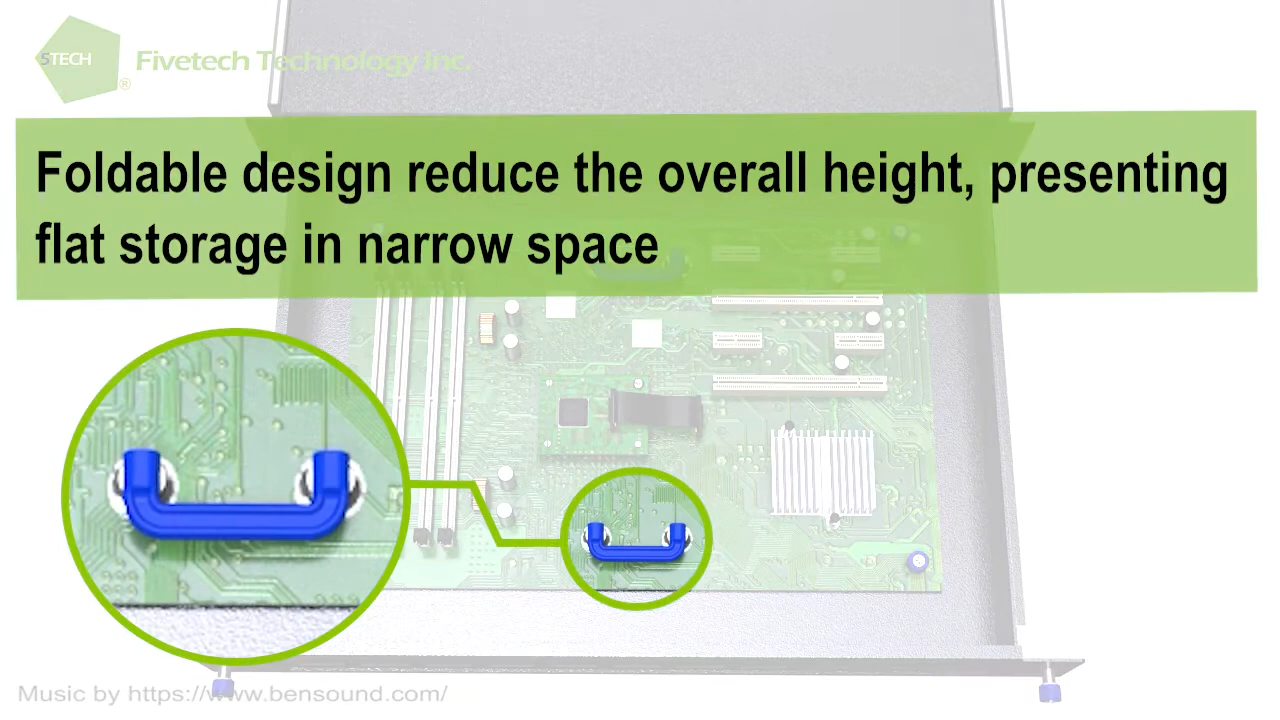 5TECH
® Fivetech Technology Inc.
Foldable design reduce the overall height, presenting
flat storage in narrow space
Music by https://www.bensound.com/